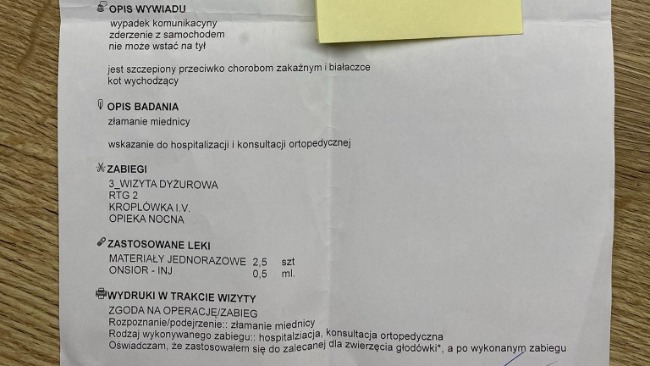 OPIS WYWIADU
wypadek komunikacyny
zderzenie z samochodem
nie może wstać na tył
jest szczepiony przeciwko chorobom zakaźnym i białaczce
kot wychodzący
OPIS BADANIA
złamanie miednicy
wskazanie do hospitalizacji i konsultacji ortopedycznej
ZABIEGI
3_WIZYTA DYŻUROWA
RTG 2
KROPLÓWKA I.V.
OPIEKA NOCNA
ZASTOSOWANE LEKI
MATERIAŁY JEDNORAZOWE 2,5 szt
ONSIOR - INJ 0,5 ml.
WYDRUKI W TRAKCIE WIZYTY
ZGODA NA OPERACJĘ/ZABIEG
Rozpoznanie/podejrzenie:: złamanie miednicy
Rodzaj wykonywanego zabiegu:: hospitalziacja, konsultacja ortopedyczna
Oświadczam, że zastosowałem się do zalecanej dla zwierzęcia głodówki*, a po wykonanym zabiegu